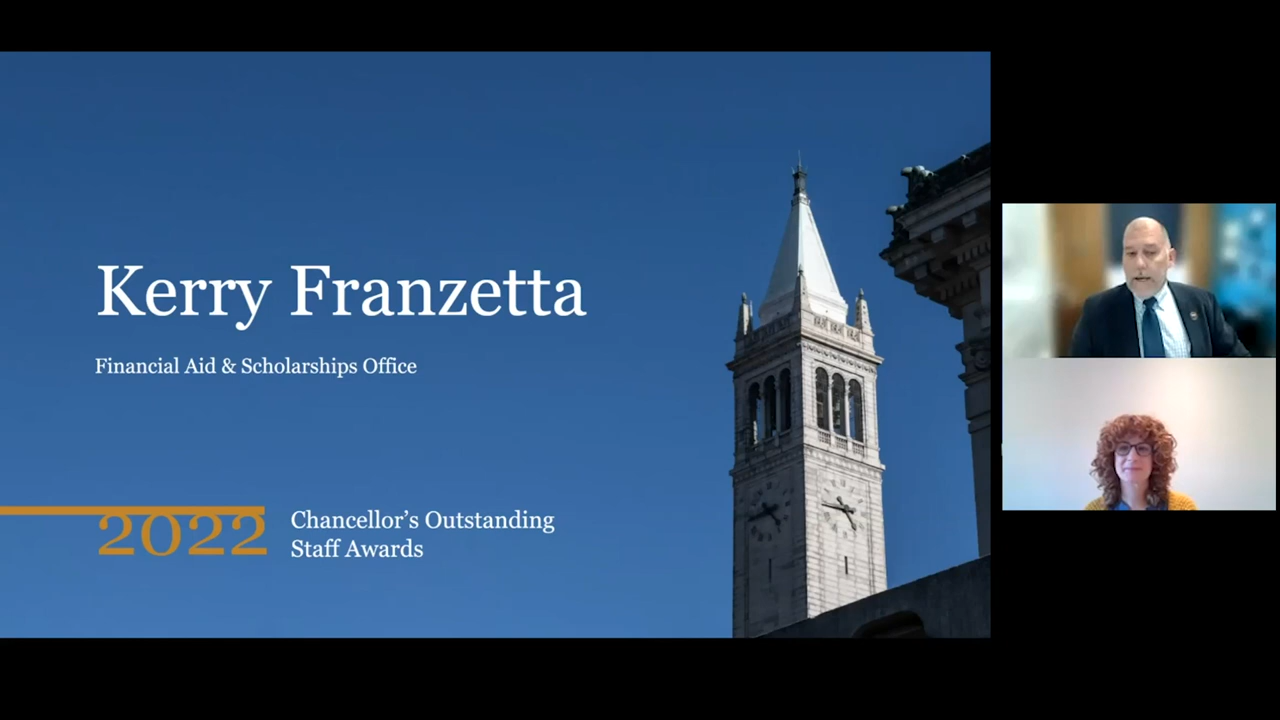 Kerry Franzetta
Financial Aid & Scholarships Office
2022
Chancellor's Outstanding
Staff Awards